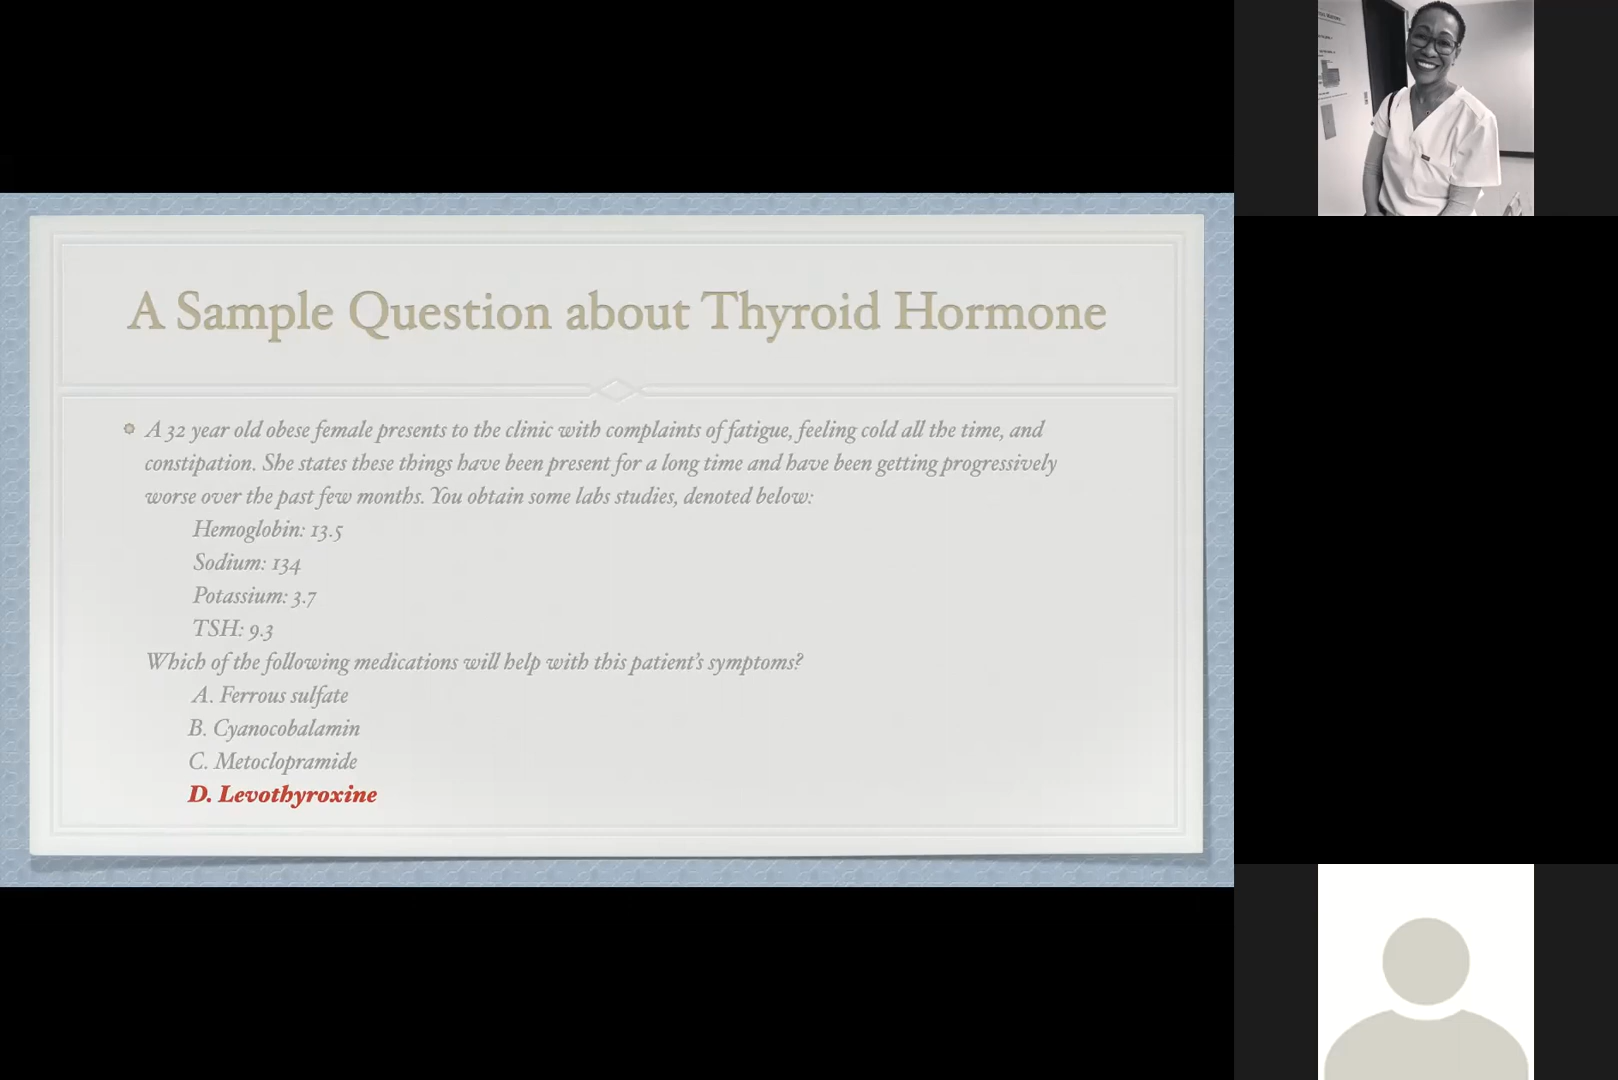 A Sample Question about Thyroid Hormone
A 32 year old obese female presents to the clinic with complaints of fatigue, feeling cold all the time, and
constipation. She states these things have been present for a long time and have been getting progressively
worse over the past few months. You obtain some labs studies, denoted below:
Hemoglobin: 13.5
Sodium: 134
Potassium: 3.7
TSH: 9.3
Which of the following medications will help with this patient's symptoms?
A. Ferrous sulfate
B. Cyanocobalamin
C. Metoclopramide
D. Levothyroxine